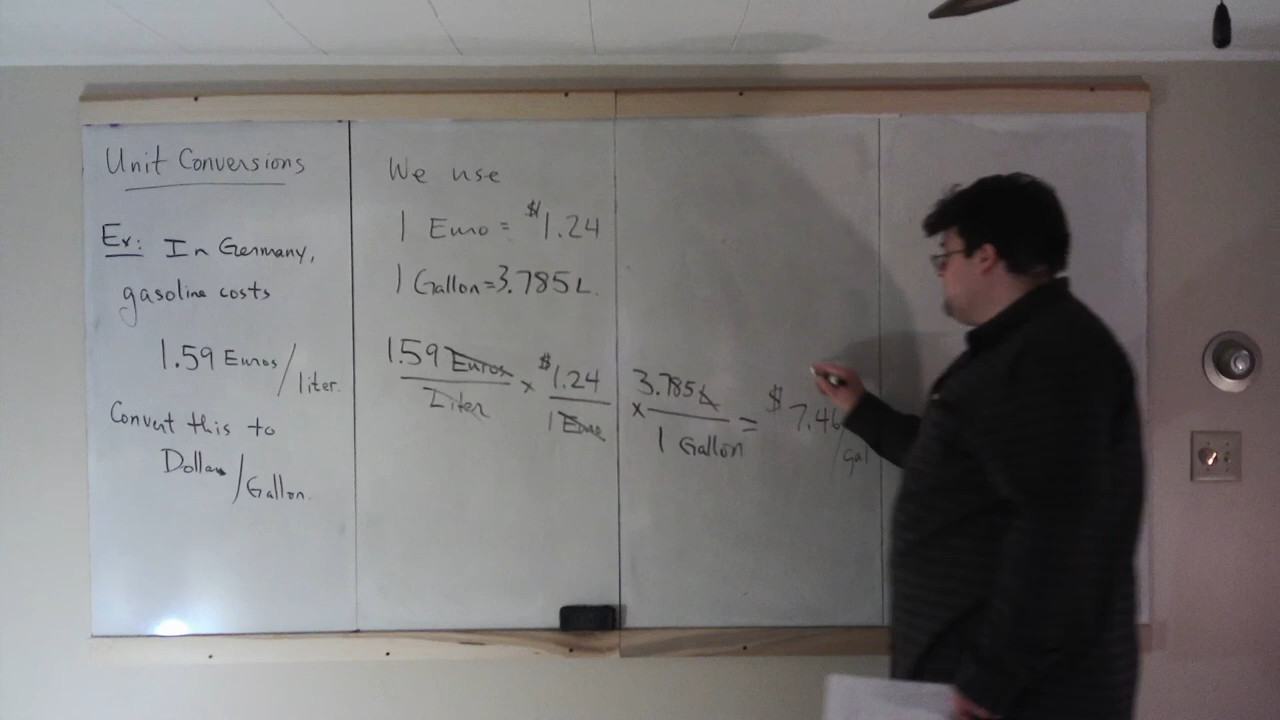 Unit Conversions
Ex: In Germany,
gasoline costs
1.59 Euros/liter.
Convert this to
Dollars/Gallon.
We use
1 Euro = $1.24
1 Gallon=3.785 L.
1.59 Euros/Liter × $1.24/1 Euro × 3.785 L/1 Gallon = $7.46/gal